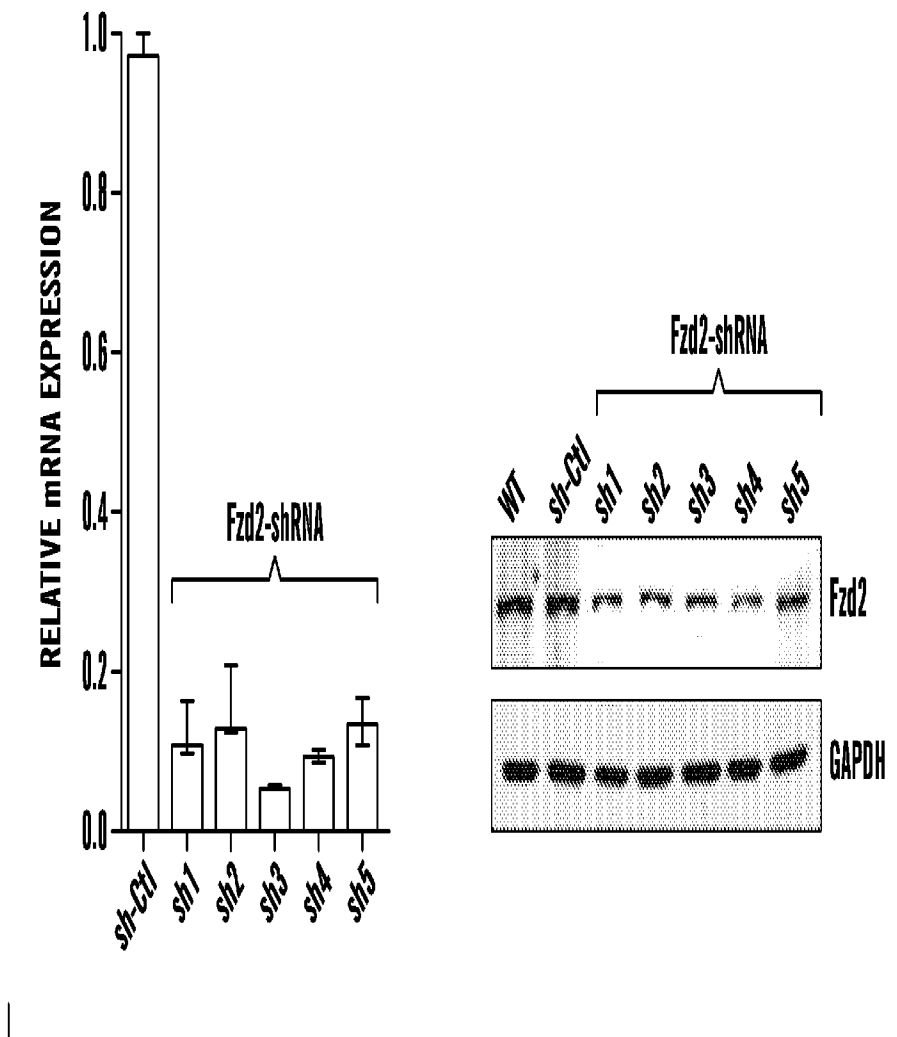 RELATIVE mRNA EXPRESSION
1.0
0.8
0.6
0.4
0.2
0.0
Fzd2-shRNA
sh-Ctl
sh1
sh2
sh3
sh4
sh5
Fzd2-shRNA
WT
sh-Ctl
sh1
sh2
sh3
sh4
sh5
Fzd2
GAPDH